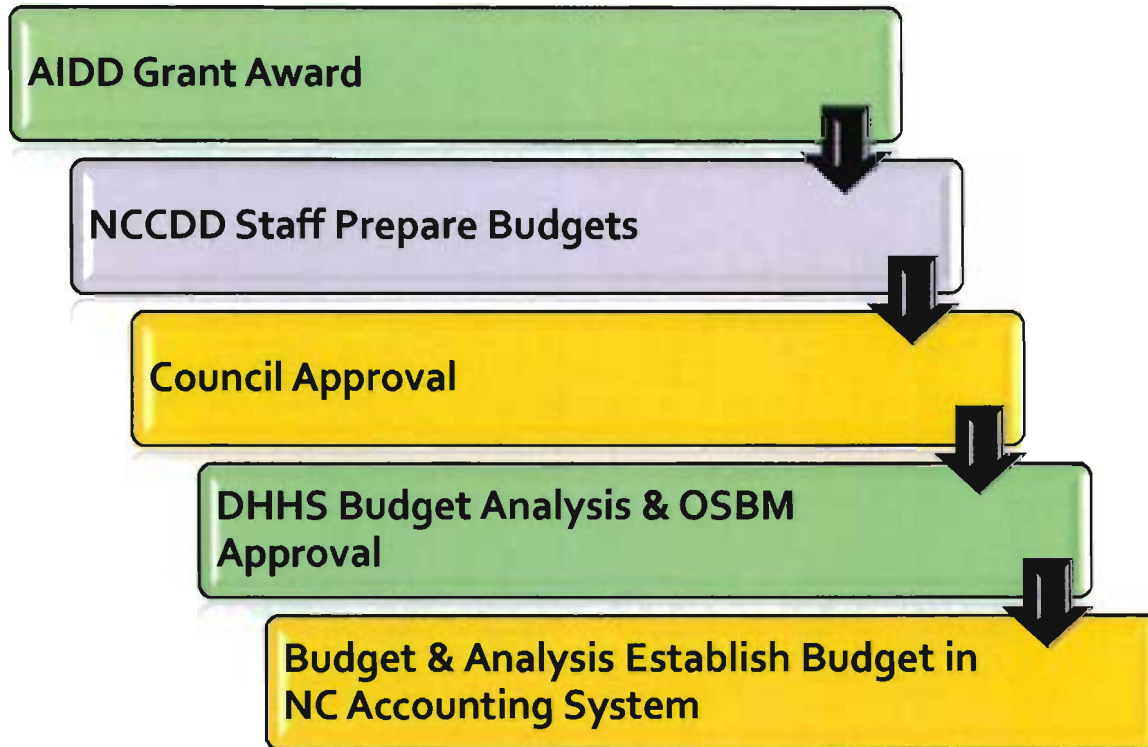 AIDD Grant Award
NCCDD Staff Prepare Budgets
Council Approval
DHHS Budget Analysis & OSBM
Approval
Budget & Analysis Establish Budget in
NC Accounting System